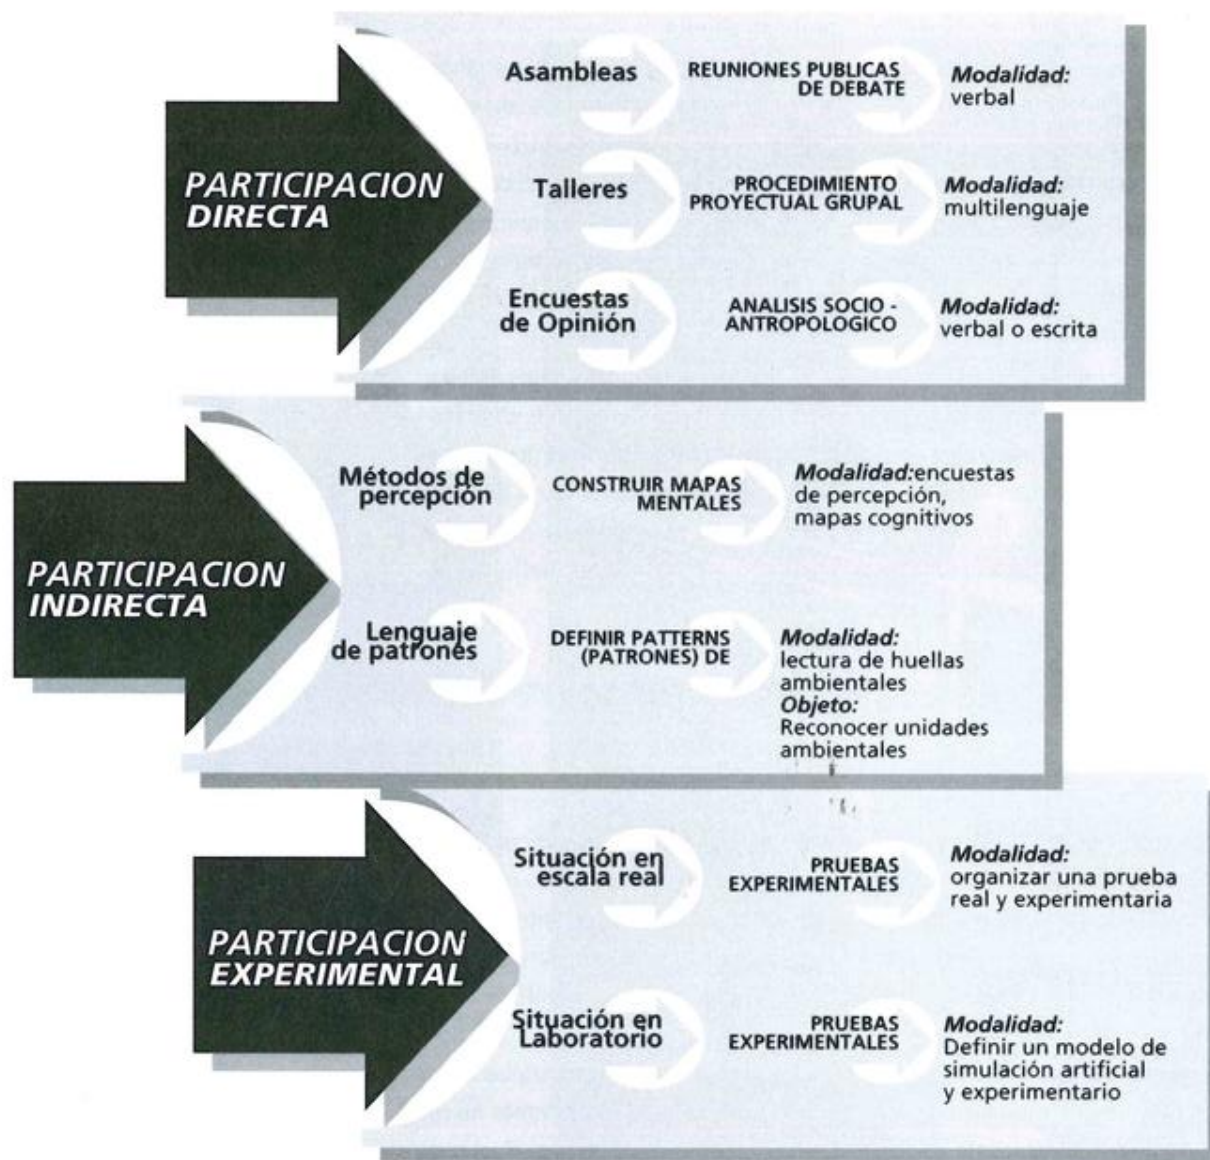 PARTICIPACION
DIRECTA
Asambleas
REUNIONES PUBLICAS
DE DEBATE
Modalidad:
verbal
Talleres
PROCEDIMIENTO
PROYECTUAL GRUPAL
Modalidad:
multilenguaje
Encuestas
de Opinión
ANALISIS SOCIO -
ANTROPOLOGICO
Modalidad:
verbal o escrita
PARTICIPACION
INDIRECTA
Métodos de
percepción
CONSTRUIR MAPAS
MENTALES
Modalidad:encuestas
de percepción,
mapas cognitivos
Lenguaje
de patrones
DEFINIR PATTERNS
(PATRONES) DE
Modalidad:
lectura de huellas
ambientales
Objeto:
Reconocer unidades
ambientales
PARTICIPACION
EXPERIMENTAL
Situación en
escala real
PRUEBAS
EXPERIMENTALES
Modalidad:
organizar una prueba
real y experimentaria
Situación en
Laboratorio
PRUEBAS
EXPERIMENTALES
Modalidad:
Definir un modelo de
simulación artificial
y experimentario